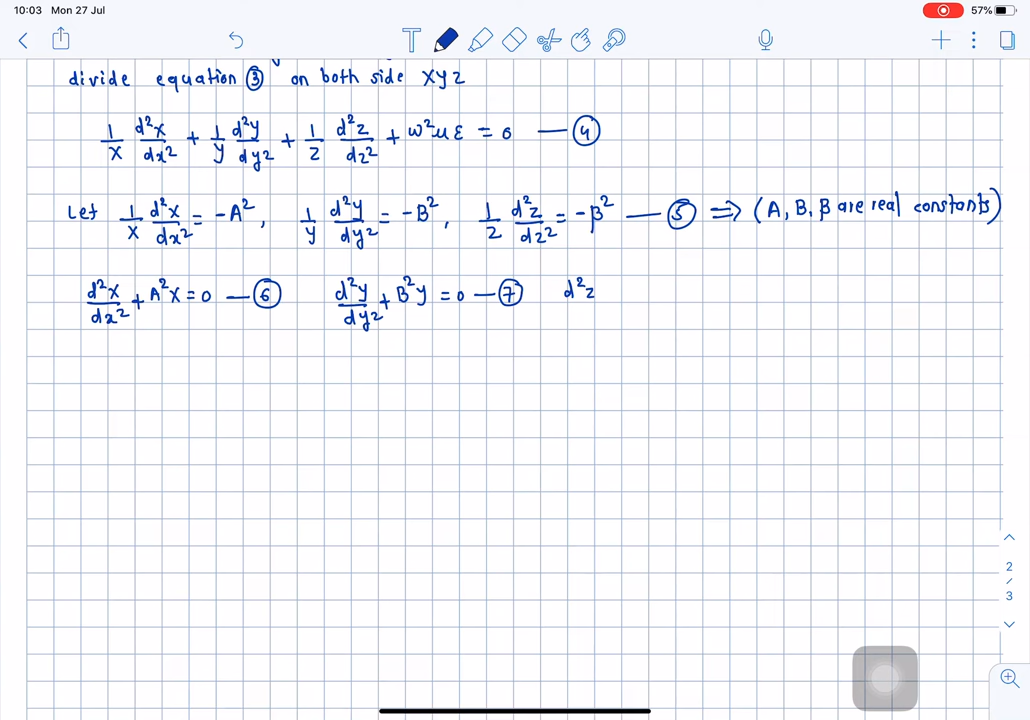 10:03 Mon 27 Jul 57%
T
divide equation ③ on both side XYZ
1/X d²X/dx² + 1/Y d²Y/dy² + 1/Z d²Z/dz² + ω²με = 0 — ④
Let 1/X d²X/dx² = -A², 1/Y d²Y/dy² = -B², 1/Z d²Z/dz² = -β² — ⑤ ⇒ (A, B, β are real constants)
d²X/dx² + A²X = 0 — ⑥ d²Y/dy² + B²Y = 0 — ⑦ d²Z
2
/
3